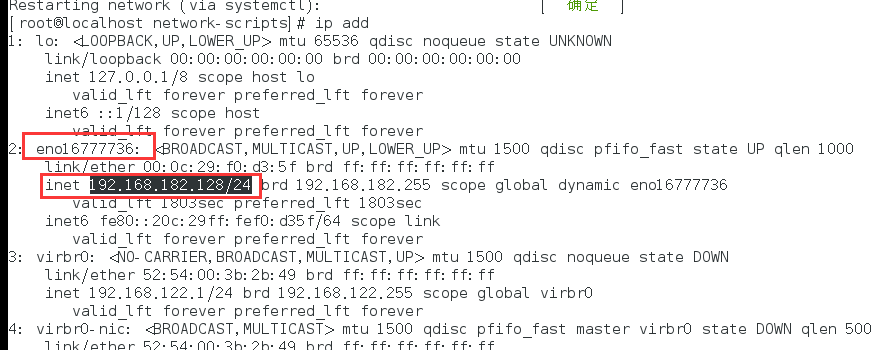 Restarting network (via systemctl): [ 确定 ]
[root@localhost network-scripts]# ip add
1: lo: <LOOPBACK,UP,LOWER_UP> mtu 65536 qdisc noqueue state UNKNOWN
link/loopback 00:00:00:00:00:00 brd 00:00:00:00:00:00
inet 127.0.0.1/8 scope host lo
valid_lft forever preferred_lft forever
inet6 ::1/128 scope host
valid_lft forever preferred_lft forever
2: eno16777736: <BROADCAST,MULTICAST,UP,LOWER_UP> mtu 1500 qdisc pfifo_fast state UP qlen 1000
link/ether 00:0c:29:f0:d3:5f brd ff:ff:ff:ff:ff:ff
inet 192.168.182.128/24 brd 192.168.182.255 scope global dynamic eno16777736
valid_lft 1803sec preferred_lft 1803sec
inet6 fe80::20c:29ff:fef0:d35f/64 scope link
valid_lft forever preferred_lft forever
3: virbr0: <NO-CARRIER,BROADCAST,MULTICAST,UP> mtu 1500 qdisc noqueue state DOWN
link/ether 52:54:00:3b:2b:49 brd ff:ff:ff:ff:ff:ff
inet 192.168.122.1/24 brd 192.168.122.255 scope global virbr0
valid_lft forever preferred_lft forever
4: virbr0-nic: <BROADCAST,MULTICAST> mtu 1500 qdisc pfifo_fast master virbr0 state DOWN qlen 500
link/ether 52:54:00:3b:2b:49 brd ff:ff:ff:ff:ff:ff